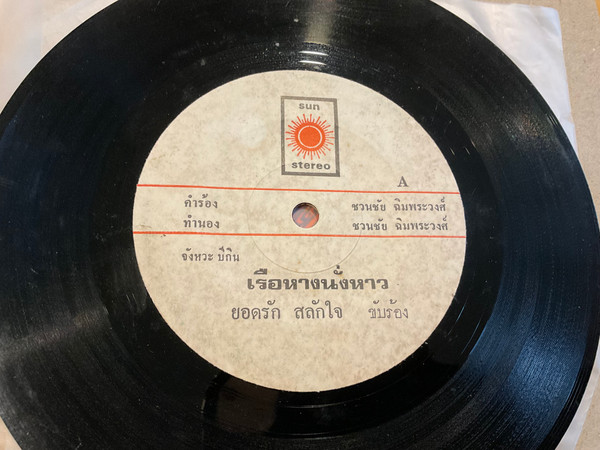 sun
stereo
A
คำร้อง ชวนชัย ฉิมพระวงศ์
ทำนอง ชวนชัย ฉิมพระวงศ์
จังหวะ บีกิน
เรือหางนั่งหาว
ยอดรัก สลักใจ ขับร้อง